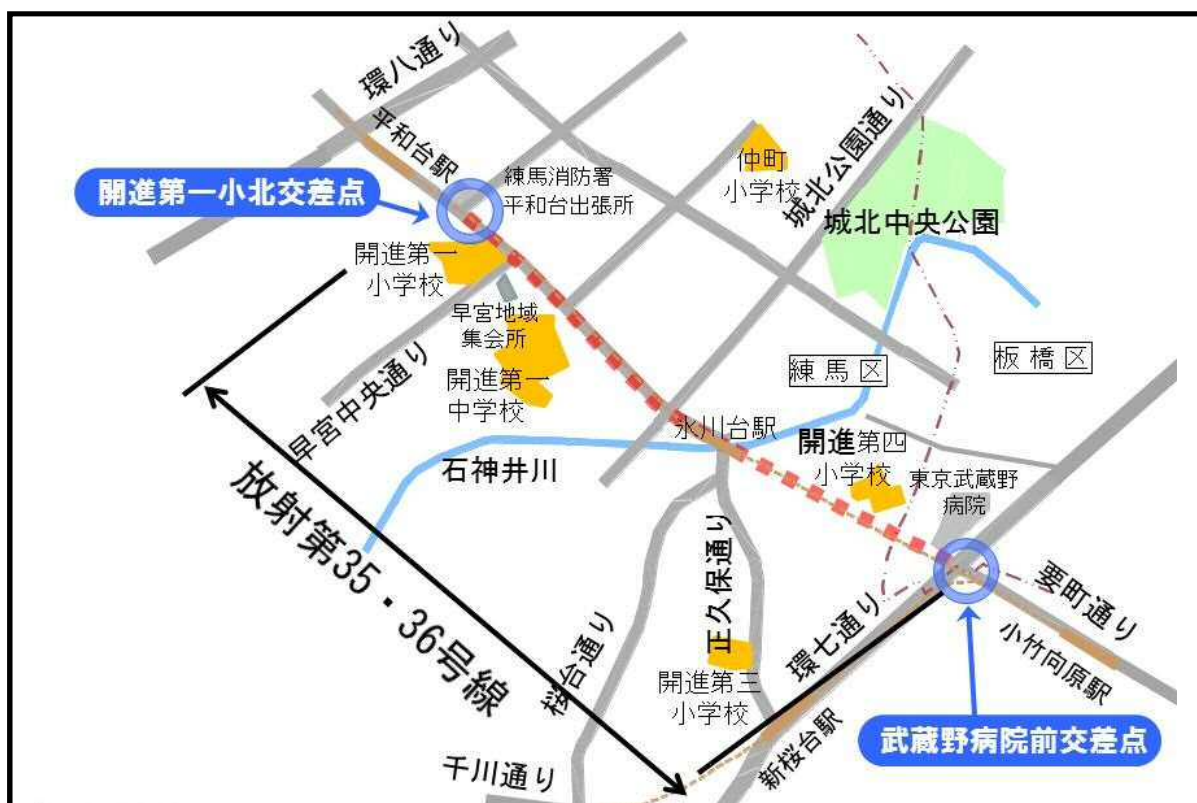 環八通り
平和台駅
開進第一小北交差点
練馬消防署
平和台出張所
仲町
小学校
城北公園通り
城北中央公園
開進第一
小学校
早宮地域
集会所
開進第一
中学校
早宮中央通り
石神井川
氷川台駅
練馬区
板橋区
開進第四
小学校
東京武蔵野
病院
放射第35・36号線
正久保通り
桜台通り
環七通り
要町通り
小竹向原駅
開進第三
小学校
新桜台駅
武蔵野病院前交差点
千川通り